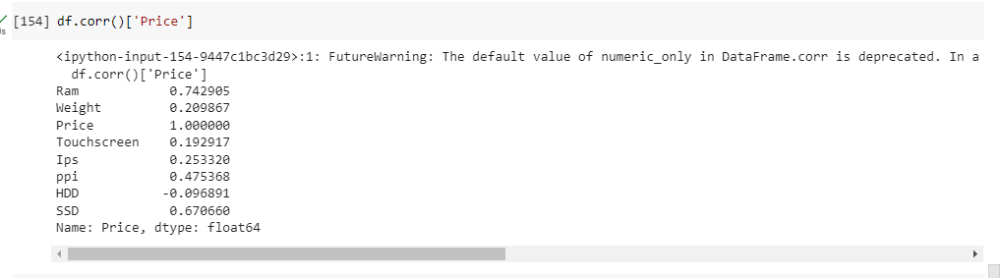 [154] df.corr()['Price']
<ipython-input-154-9447c1bc3d29>:1: FutureWarning: The default value of numeric_only in DataFrame.corr is deprecated. In a
df.corr()['Price']
Ram 0.742905
Weight 0.209867
Price 1.000000
Touchscreen 0.192917
Ips 0.253320
ppi 0.475368
HDD -0.096891
SSD 0.670660
Name: Price, dtype: float64